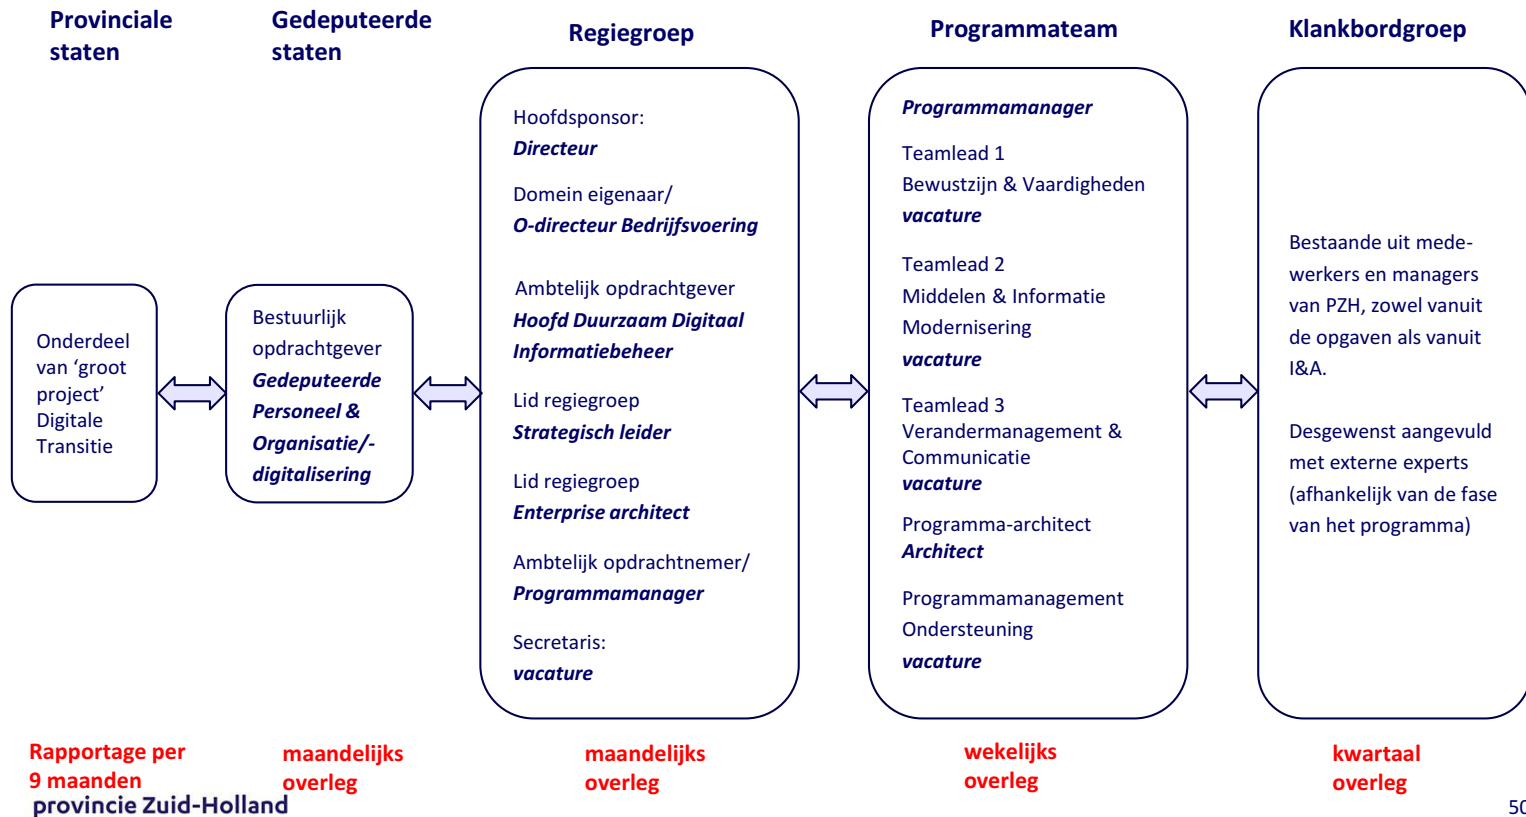 Provinciale
staten
Gedeputeerde
staten
Regiegroep
Programmateam
Klankbordgroep
Onderdeel
van ‘groot
project’
Digitale
Transitie
Bestuurlijk
opdrachtgever
Gedeputeerde
Personeel &
Organisatie/-
digitalisering
Hoofdsponsor:
Directeur
Domein eigenaar/
O-directeur Bedrijfsvoering
Ambtelijk opdrachtgever
Hoofd Duurzaam Digitaal
Informatiebeheer
Lid regiegroep
Strategisch leider
Lid regiegroep
Enterprise architect
Ambtelijk opdrachtnemer/
Programmamanager
Secretaris:
vacature
Programmamanager
Teamlead 1
Bewustzijn & Vaardigheden
vacature
Teamlead 2
Middelen & Informatie
Modernisering
vacature
Teamlead 3
Verandermanagement &
Communicatie
vacature
Programma-architect
Architect
Programmamanagement
Ondersteuning
vacature
Bestaande uit mede-
werkers en managers
van PZH, zowel vanuit
de opgaven als vanuit
I&A.
Desgewenst aangevuld
met externe experts
(afhankelijk van de fase
van het programma)
Rapportage per
9 maanden
maandelijks
overleg
maandelijks
overleg
wekelijks
overleg
kwartaal
overleg
provincie Zuid-Holland
50